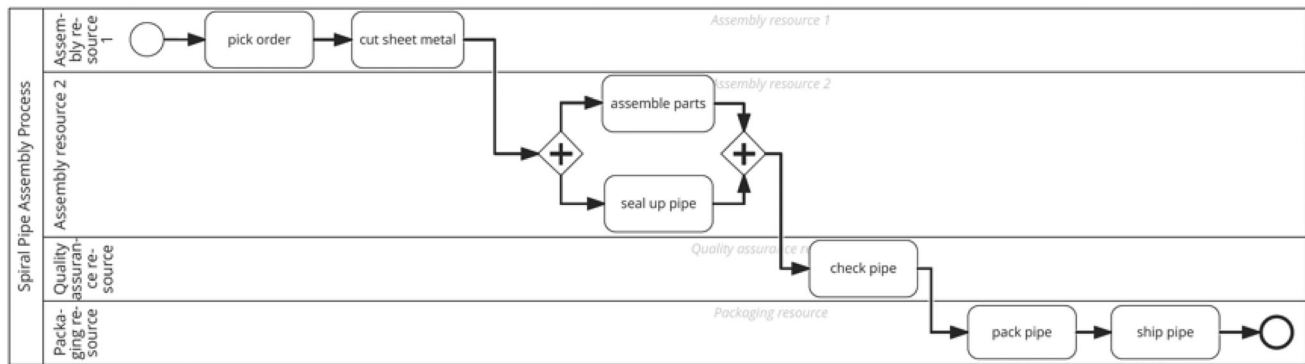 Spiral Pipe Assembly Process
Assem-
bly re-
source
1
Assembly resource 1
pick order
cut sheet metal
Assembly resource 2
Assembly resource 2
assemble parts
seal up pipe
Quality
assuran-
ce re-
source
Quality assurance re
check pipe
Packa-
ging re-
source
Packaging resource
pack pipe
ship pipe